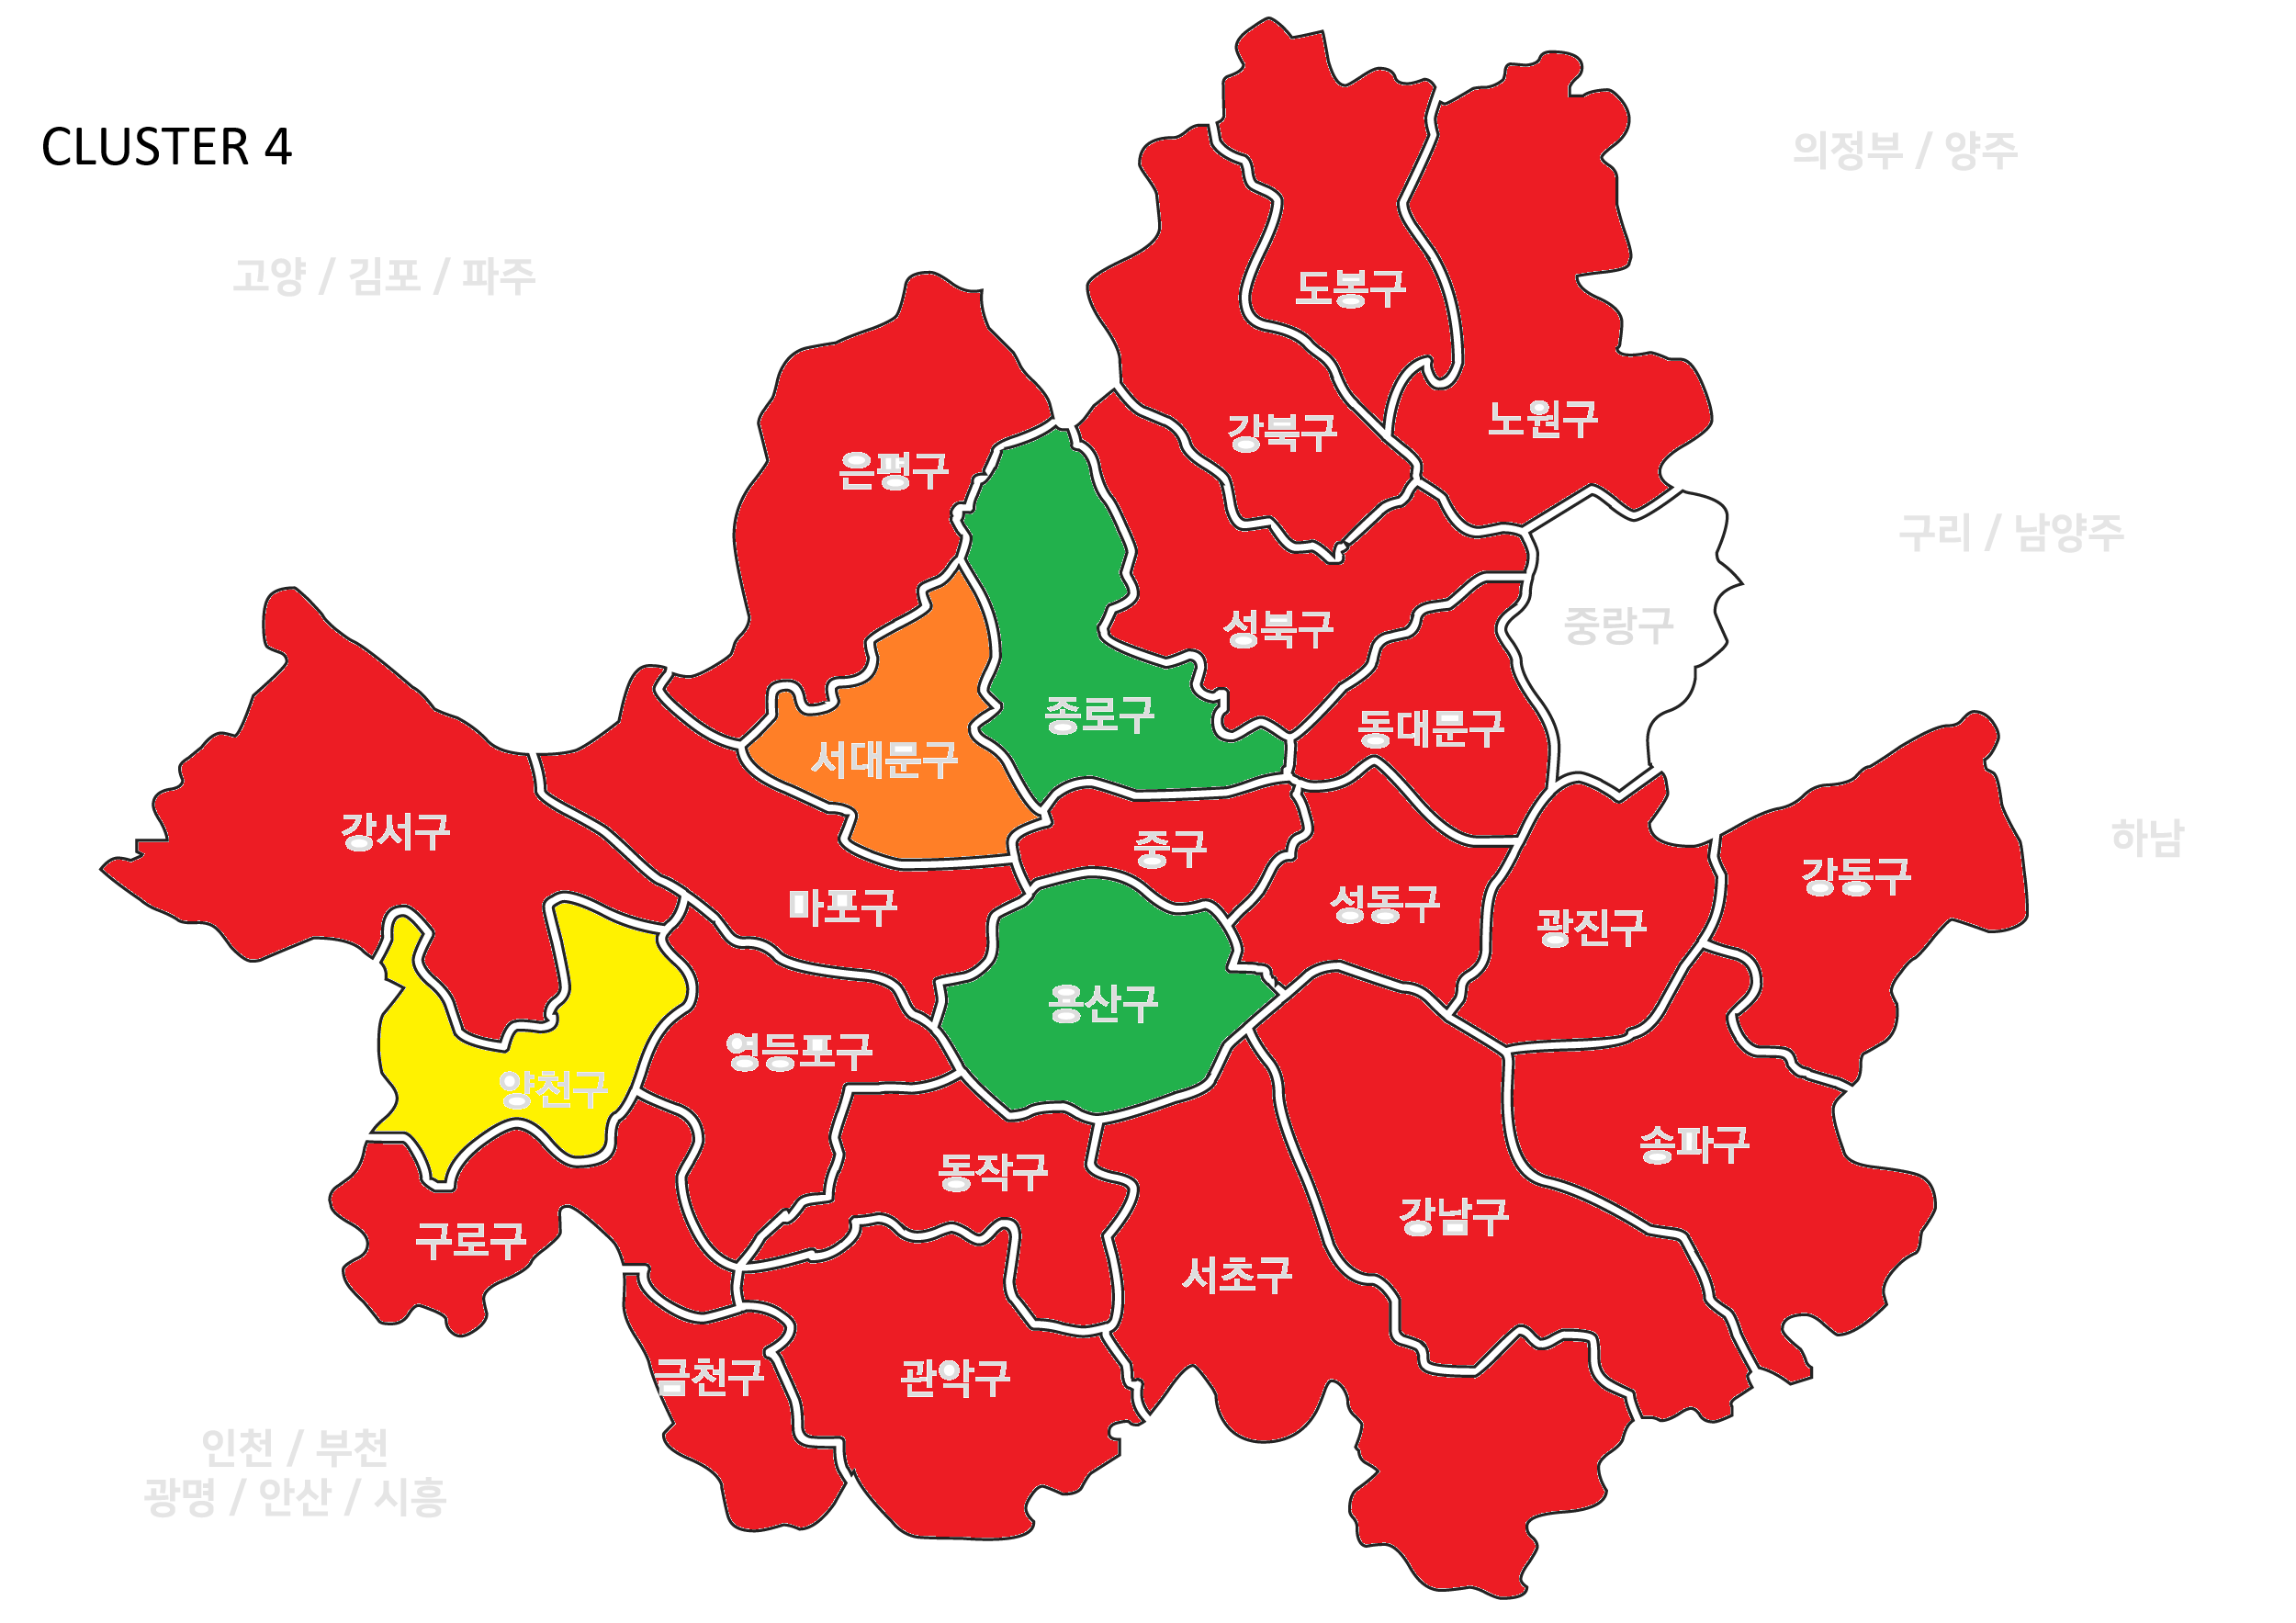 CLUSTER 4
의정부 / 양주
고양 / 김포 / 파주
도봉구
노원구
강북구
은평구
구리 / 남양주
중랑구
성북구
종로구
동대문구
서대문구
강서구
하남
중구
강동구
마포구
성동구
광진구
용산구
영등포구
양천구
송파구
동작구
강남구
구로구
서초구
금천구
관악구
인천 / 부천
광명 / 안산 / 시흥